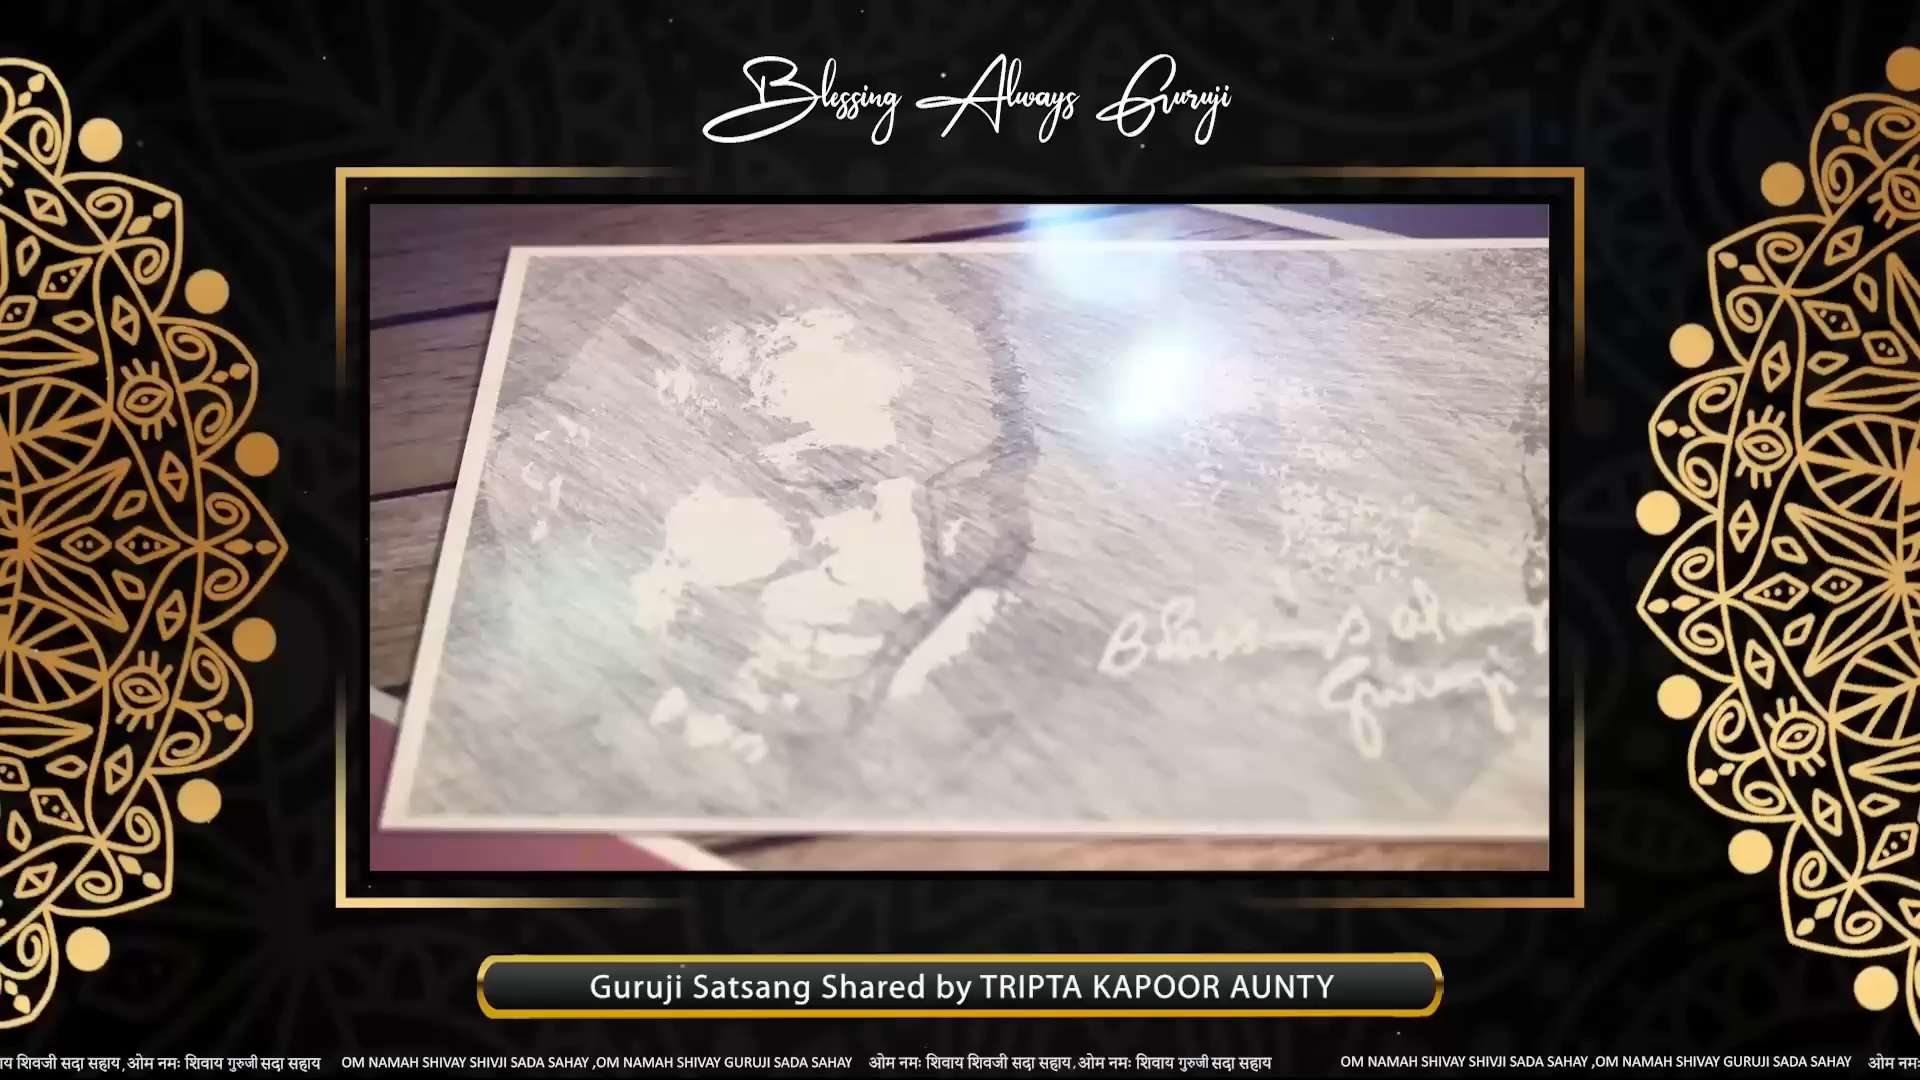 Blessing Always Guruji
Blessings always
Guruji
Guruji Satsang Shared by TRIPTA KAPOOR AUNTY
य शिवजी सदा सहाय, ओम नमः शिवाय गुरुजी सदा सहाय OM NAMAH SHIVAY SHIVJI SADA SAHAY ,OM NAMAH SHIVAY GURUJI SADA SAHAY ओम नमः शिवाय शिवजी सदा सहाय, ओम नमः शिवाय गुरुजी सदा सहाय OM NAMAH SHIVAY SHIVJI SADA SAHAY ,OM NAMAH SHIVAY GURUJI SADA SAHAY ओम नमः